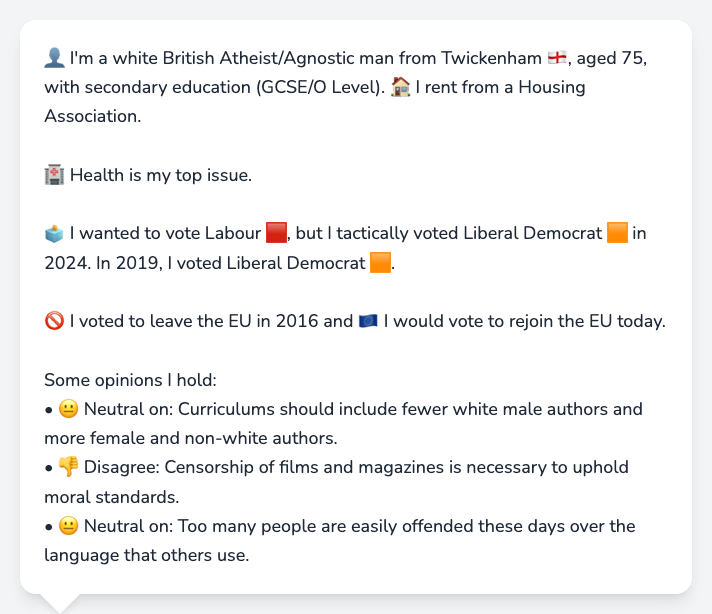 👤 I'm a white British Atheist/Agnostic man from Twickenham 🏴󠁧󠁢󠁥󠁮󠁧󠁿, aged 75,
with secondary education (GCSE/O Level). 🏠 I rent from a Housing
Association.
🏥 Health is my top issue.
🗳️ I wanted to vote Labour 🟥, but I tactically voted Liberal Democrat 🟧 in
2024. In 2019, I voted Liberal Democrat 🟧.
🚫 I voted to leave the EU in 2016 and 🇪🇺 I would vote to rejoin the EU today.
Some opinions I hold:
• 😐 Neutral on: Curriculums should include fewer white male authors and
more female and non-white authors.
• 👎 Disagree: Censorship of films and magazines is necessary to uphold
moral standards.
• 😐 Neutral on: Too many people are easily offended these days over the
language that others use.